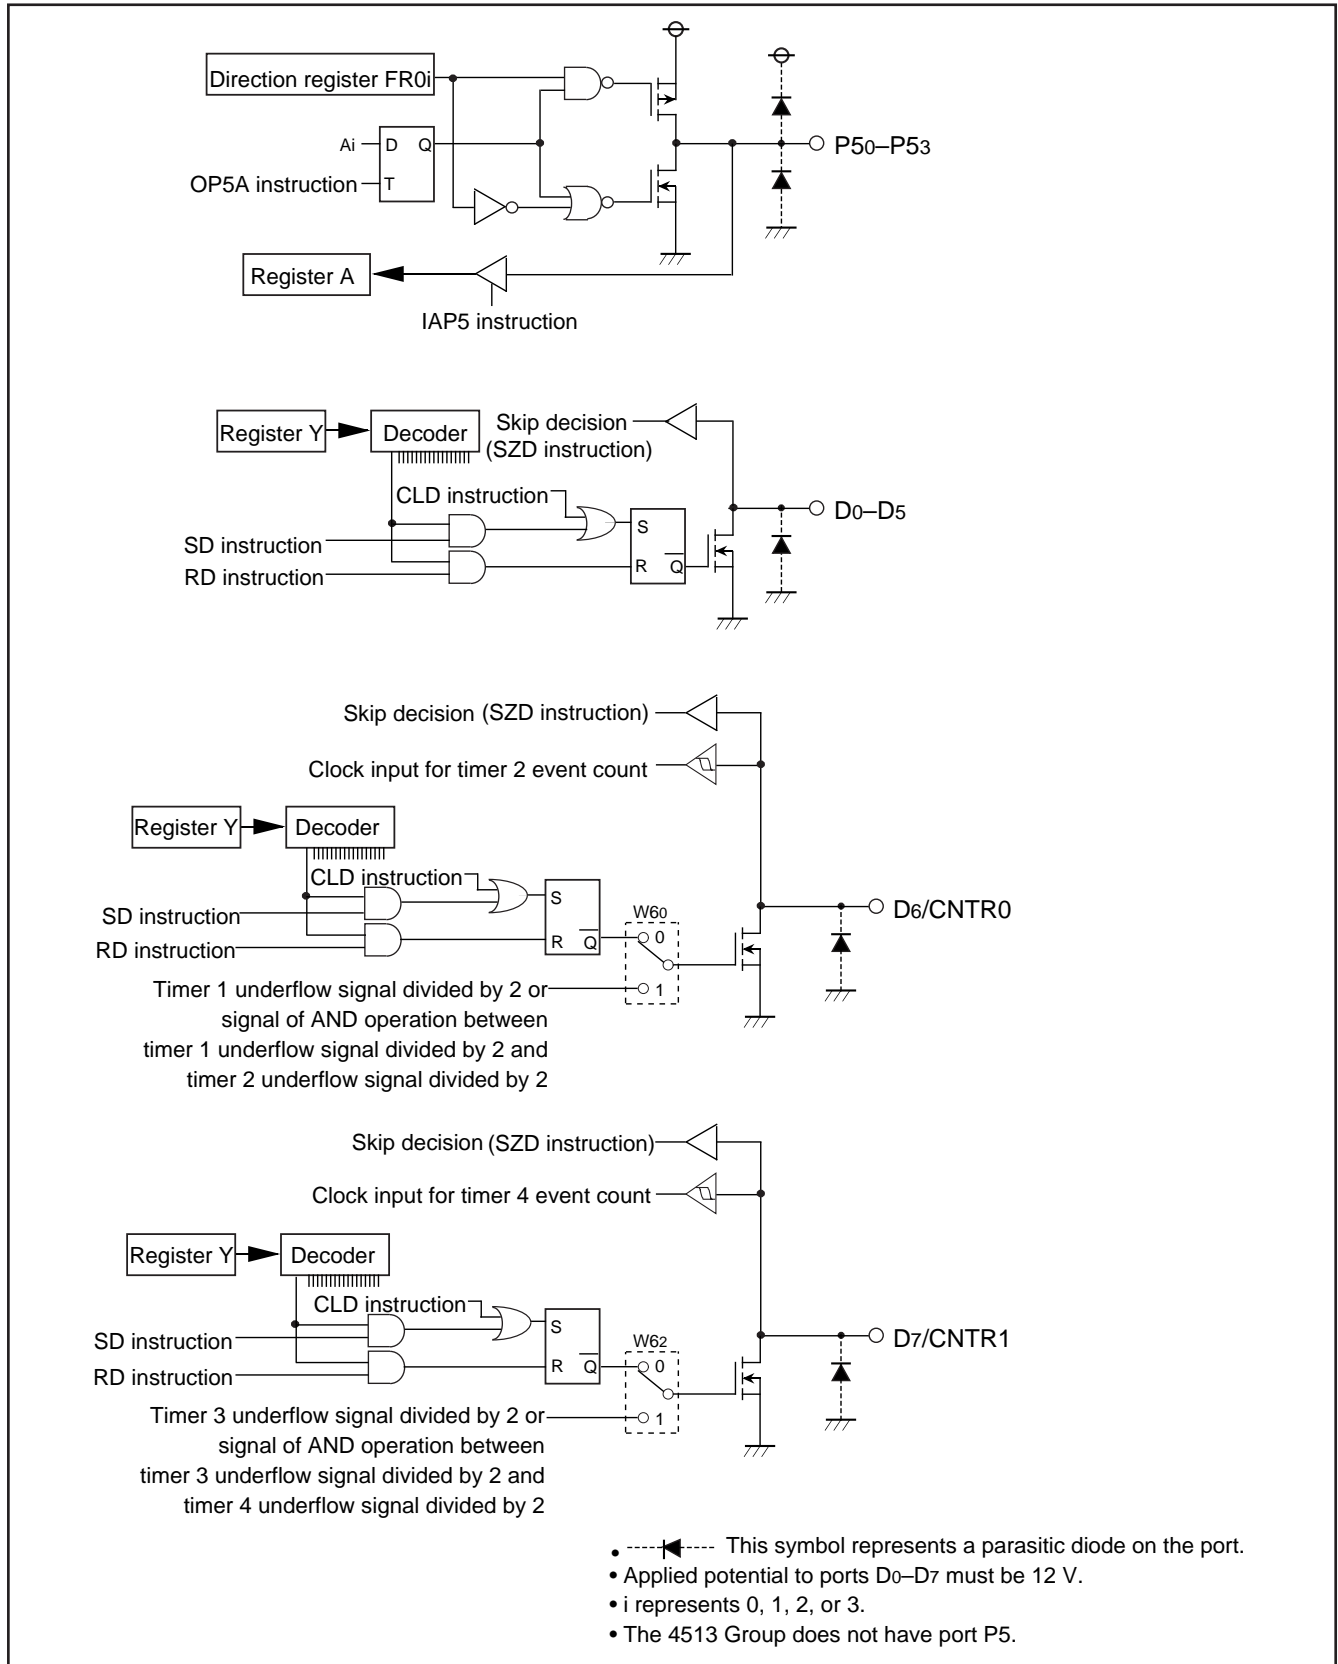 Direction register FR0i
Ai
D
Q
OP5A instruction
T
P50–P53
Register A
IAP5 instruction
Register Y
Decoder
Skip decision
(SZD instruction)
CLD instruction
S
D0–D5
SD instruction
RD instruction
R
Q
Skip decision (SZD instruction)
Clock input for timer 2 event count
Register Y
Decoder
CLD instruction
S
W60
D6/CNTR0
SD instruction
0
RD instruction
R
Q
Timer 1 underflow signal divided by 2 or
1
signal of AND operation between
timer 1 underflow signal divided by 2 and
timer 2 underflow signal divided by 2
Skip decision (SZD instruction)
Clock input for timer 4 event count
Register Y
Decoder
CLD instruction
S
W62
D7/CNTR1
SD instruction
0
RD instruction
R
Q
Timer 3 underflow signal divided by 2 or
1
signal of AND operation between
timer 3 underflow signal divided by 2 and
timer 4 underflow signal divided by 2
• This symbol represents a parasitic diode on the port.
• Applied potential to ports D0–D7 must be 12 V.
• i represents 0, 1, 2, or 3.
• The 4513 Group does not have port P5.